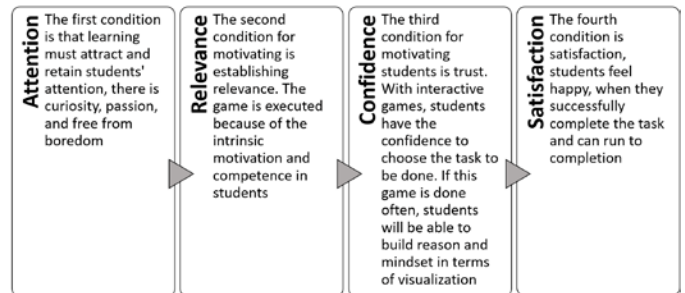 Attention
The first condition
is that learning
must attract and
retain students'
attention, there is
curiosity, passion,
and free from
boredom
Relevance
The second
condition for
motivating is
establishing
relevance. The
game is executed
because of the
intrinsic
motivation and
competence in
students
Confidence
The third
condition for
motivating
students is trust.
With interactive
games, students
have the
confidence to
choose the task to
be done. If this
game is done
often, students
will be able to
build reason and
mindset in terms
of visualization
Satisfaction
The fourth
condition is
satisfaction,
students feel
happy, when they
successfully
complete the task
and can run to
completion